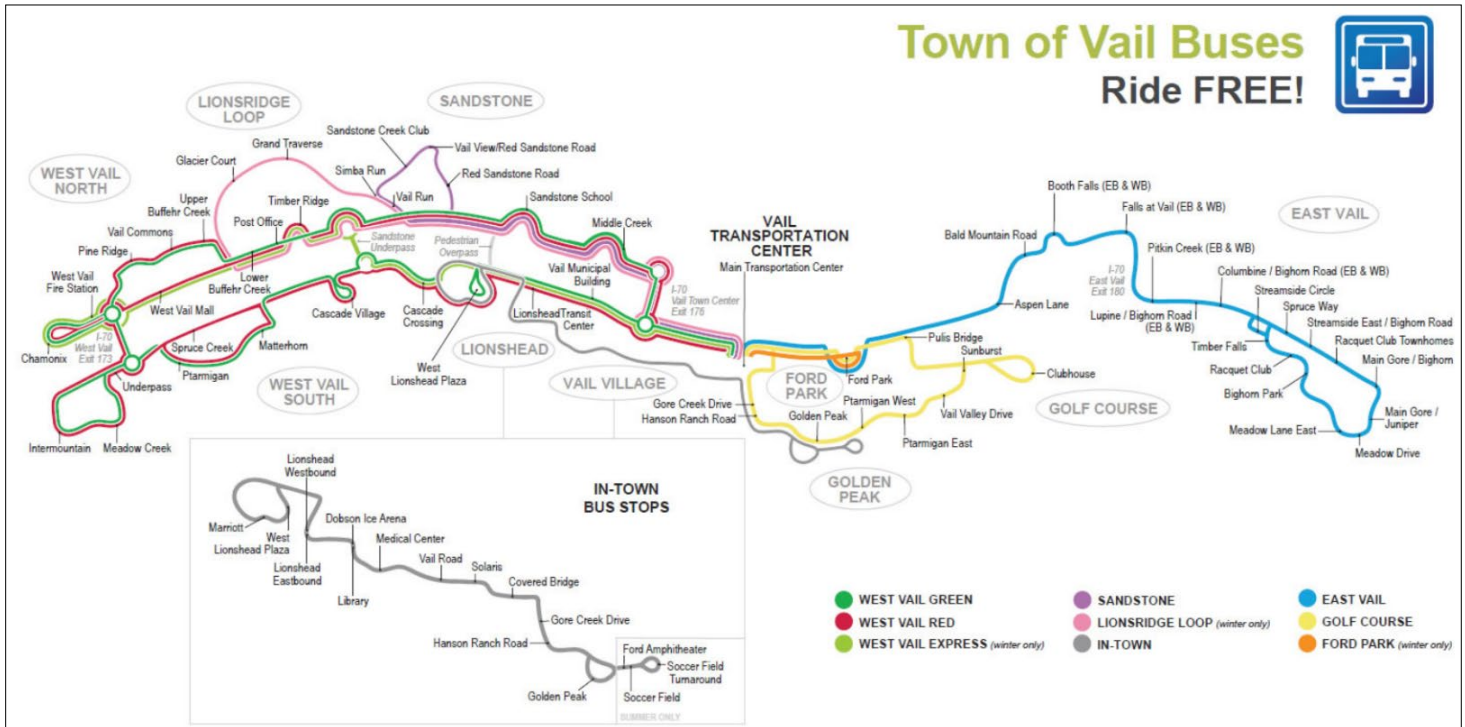 Town of Vail Buses
Ride FREE!
LIONSRIDGE
LOOP
SANDSTONE
WEST VAIL
NORTH
Sandstone Creek Club
Grand Traverse
Vail View/Red Sandstone Road
Glacier Court
Simba Run
Red Sandstone Road
Upper
Buffehr Creek
Timber Ridge
Vail Run
Sandstone School
Post Office
Vail Commons
Middle Creek
Pine Ridge
Sandstone
Underpass
Pedestrian
Overpass
West Vail
Fire Station
Lower
Buffehr Creek
Vail Municipal
Building
I-70
Vail Town Center
Exit 176
West Vail Mall
Cascade Village
Cascade
Crossing
Lionshead Transit
Center
I-70
West Vail
Exit 173
Chamonix
Spruce Creek
Matterhorn
LIONSHEAD
West
Lionshead Plaza
Underpass
Ptarmigan
WEST VAIL
SOUTH
VAIL VILLAGE
Intermountain
Meadow Creek
VAIL
TRANSPORTATION
CENTER
Main Transportation Center
Booth Falls (EB & WB)
Falls at Vail (EB & WB)
EAST VAIL
Bald Mountain Road
Pitkin Creek (EB & WB)
I-70
East Vail
Exit 180
Columbine / Bighorn Road (EB & WB)
Streamside Circle
Spruce Way
Aspen Lane
Lupine / Bighorn Road
(EB & WB)
Streamside East / Bighorn Road
Racquet Club Townhomes
Pulis Bridge
Sunburst
Timber Falls
Main Gore / Bighorn
Racquet Club
Clubhouse
Ford Park
FORD
PARK
Bighorn Park
Gore Creek Drive
Hanson Ranch Road
Golden Peak
Ptarmigan West
Vail Valley Drive
GOLF COURSE
Main Gore /
Juniper
Ptarmigan East
Meadow Lane East
Meadow Drive
GOLDEN
PEAK
IN-TOWN
BUS STOPS
Lionshead
Westbound
Marriott
West
Lionshead Plaza
Dobson Ice Arena
Medical Center
Lionshead
Eastbound
Vail Road
Solaris
Library
Covered Bridge
Gore Creek Drive
Hanson Ranch Road
Ford Amphitheater
Soccer Field
Turnaround
Golden Peak
Soccer Field
SUMMER ONLY
WEST VAIL GREEN
WEST VAIL RED
WEST VAIL EXPRESS (winter only)
SANDSTONE
LIONSRIDGE LOOP (winter only)
IN-TOWN
EAST VAIL
GOLF COURSE
FORD PARK (winter only)